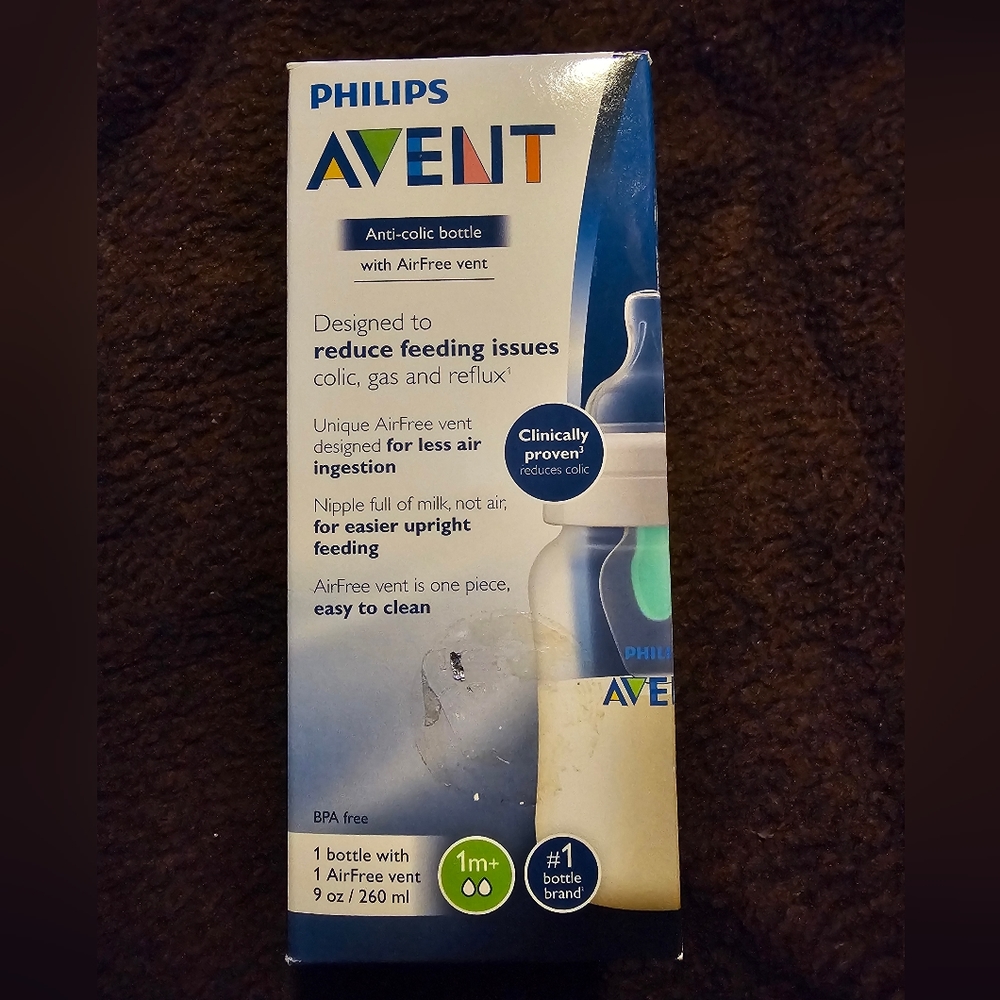 PHILIPS
AVENT
Anti-colic bottle
with AirFree vent
Designed to
reduce feeding issues
colic, gas and reflux¹
Unique AirFree vent
designed for less air
ingestion
Clinically
proven³
reduces colic
Nipple full of milk, not air,
for easier upright
feeding
AirFree vent is one piece,
easy to clean
PHILI
AVE
BPA free
1 bottle with
1 AirFree vent
9 oz / 260 ml
1m+
#1
bottle
brand²